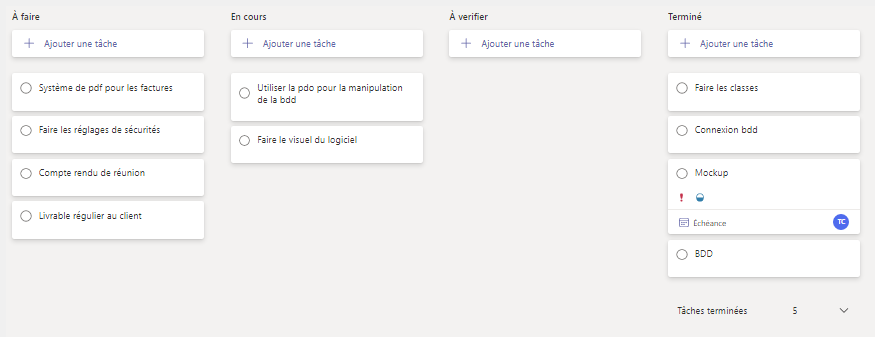 À faire
Ajouter une tâche
Système de pdf pour les factures
Faire les réglages de sécurités
Compte rendu de réunion
Livrable régulier au client
En cours
Ajouter une tâche
Utiliser la pdo pour la manipulation
de la bdd
Faire le visuel du logiciel
À verifier
Ajouter une tâche
Terminé
Ajouter une tâche
Faire les classes
Connexion bdd
Mockup
Échéance
TC
BDD
Tâches terminées 5